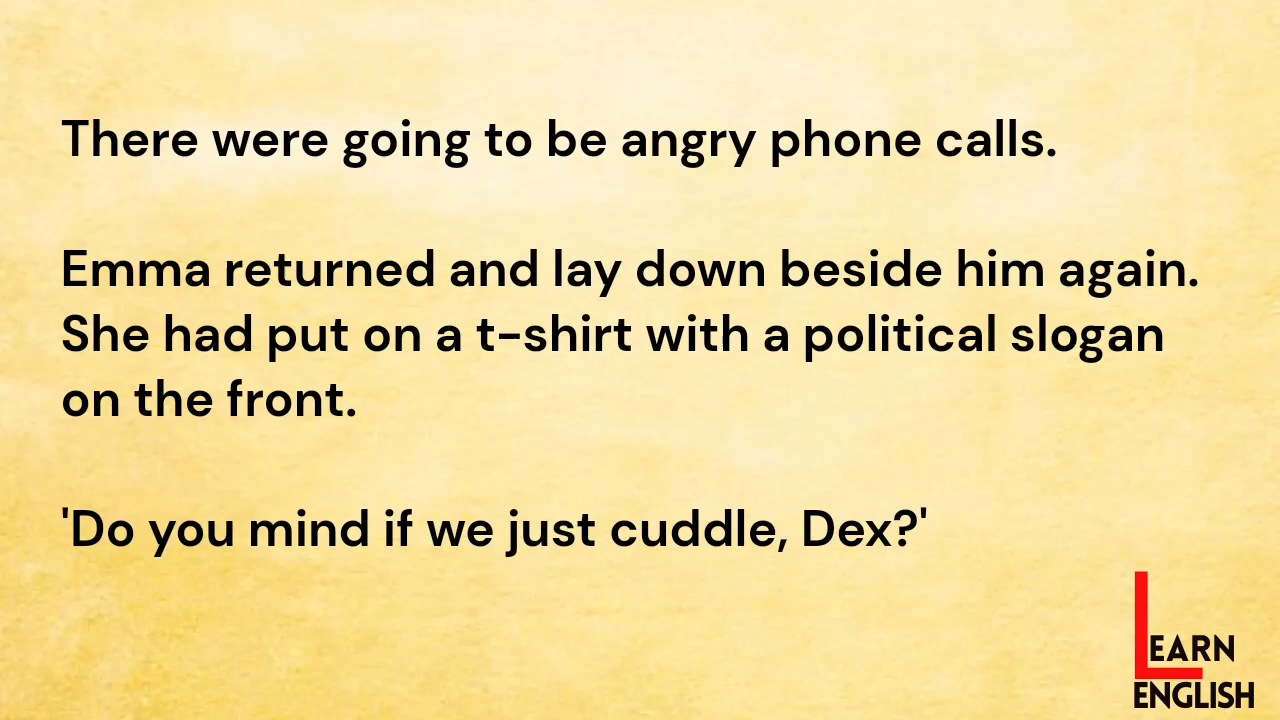 There were going to be angry phone calls.
Emma returned and lay down beside him again.
She had put on a t-shirt with a political slogan
on the front.
'Do you mind if we just cuddle, Dex?'
LEARN
ENGLISH